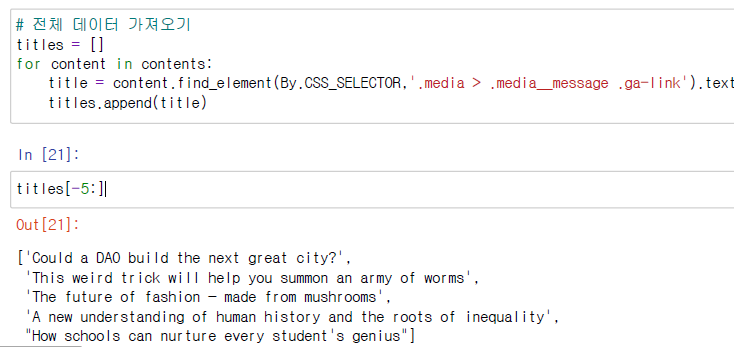 # 전체 데이터 가져오기
titles = []
for content in contents:
    title = content.find_element(By.CSS_SELECTOR,'.media > .media__message .ga-link').text
    titles.append(title)
In [21]:
titles[-5:]
Out[21]:
['Could a DAO build the next great city?',
 'This weird trick will help you summon an army of worms',
 'The future of fashion — made from mushrooms',
 'A new understanding of human history and the roots of inequality',
 "How schools can nurture every student's genius"]